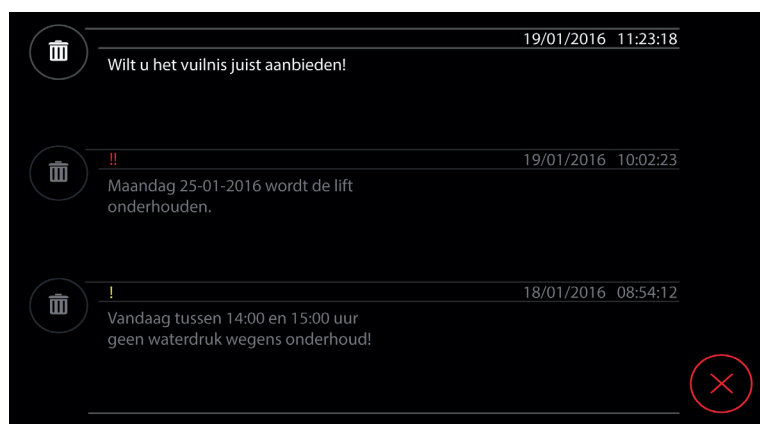 19/01/2016 11:23:18
Wilt u het vuilnis juist aanbieden!
!! 19/01/2016 10:02:23
Maandag 25-01-2016 wordt de lift
onderhouden.
! 18/01/2016 08:54:12
Vandaag tussen 14:00 en 15:00 uur
geen waterdruk wegens onderhoud!